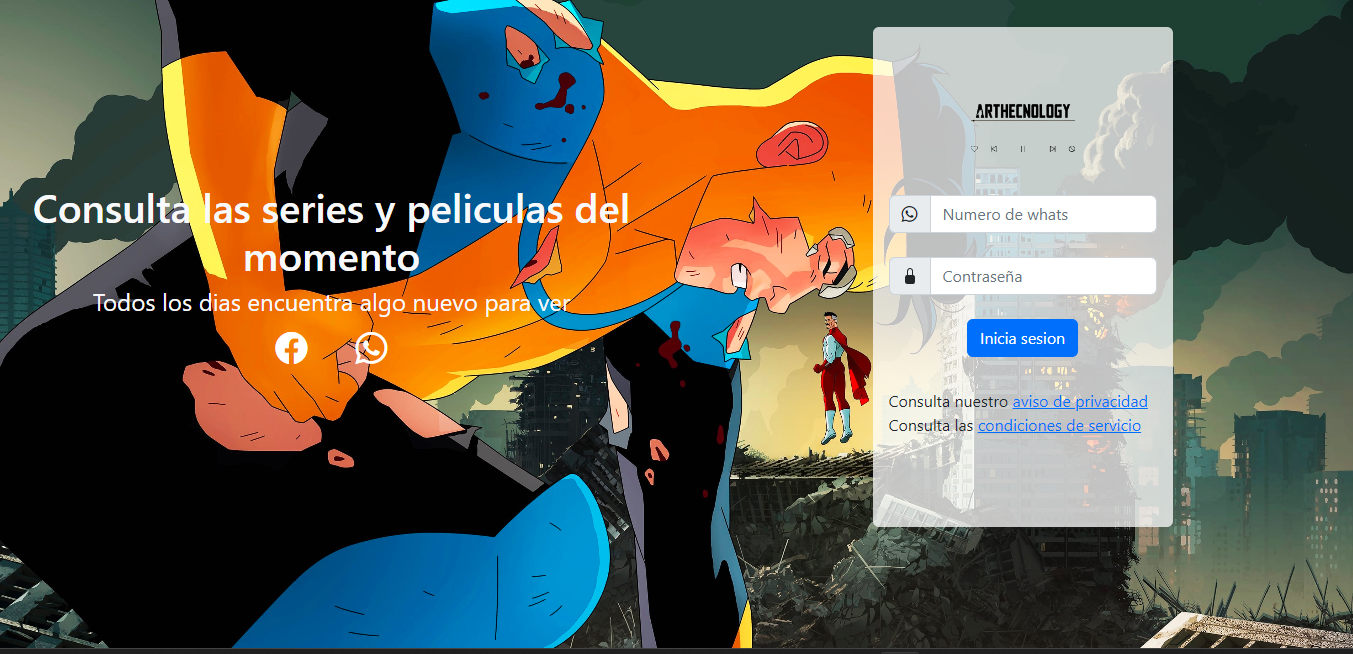 Consulta las series y peliculas del
momento
Todos los dias encuentra algo nuevo para ver
ARTHECNOLOGY
Numero de whats
Contraseña
Inicia sesion
Consulta nuestro aviso de privacidad
Consulta las condiciones de servicio